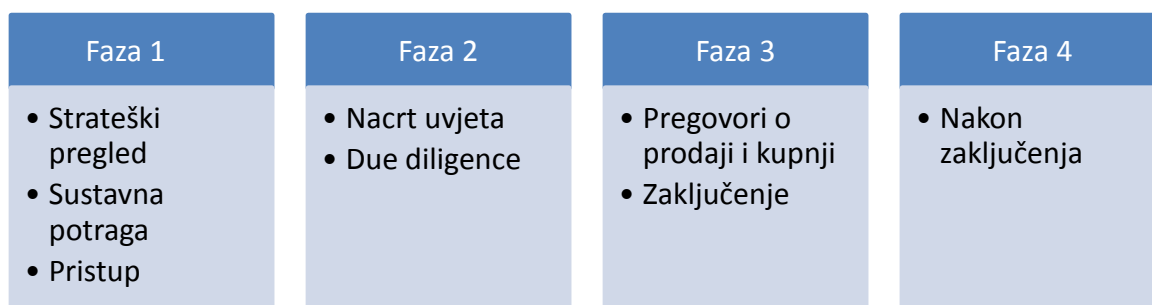 Faza 1
• Strateški
pregled
• Sustavna
potraga
• Pristup
Faza 2
• Nacrt uvjeta
• Due diligence
Faza 3
• Pregovori o
prodaji i kupnji
• Zaključenje
Faza 4
• Nakon
zaključenja